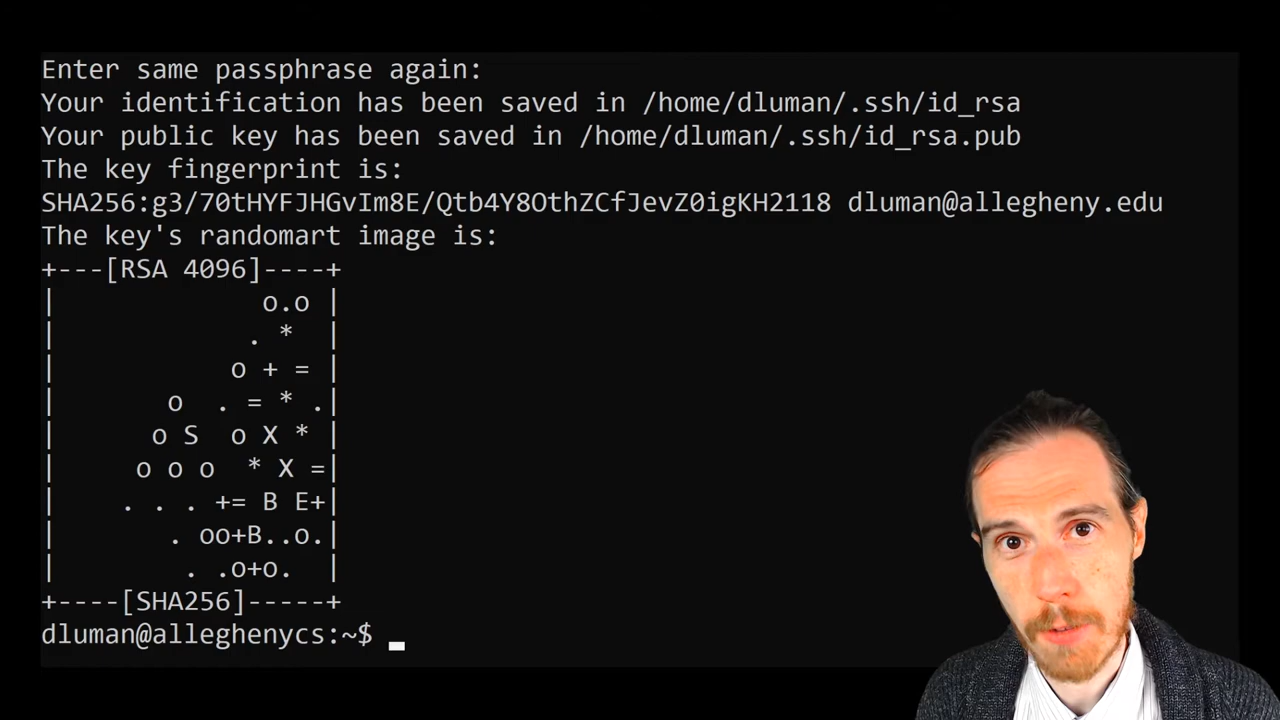 Enter same passphrase again:
Your identification has been saved in /home/dluman/.ssh/id_rsa
Your public key has been saved in /home/dluman/.ssh/id_rsa.pub
The key fingerprint is:
SHA256:g3/70tHYFJHGvIm8E/Qtb4Y8OthZCfJevZ0igKH2118 dluman@allegheny.edu
The key's randomart image is:
+---[RSA 4096]----+
|             o.o |
|            . *  |
|           o + = |
|       o  . = * .|
|      o S  o X * |
|     o o o  * X =|
|    . . . += B E+|
|       . oo+B..o.|
|        . .o+o.  |
+----[SHA256]-----+
dluman@alleghenycs:~$